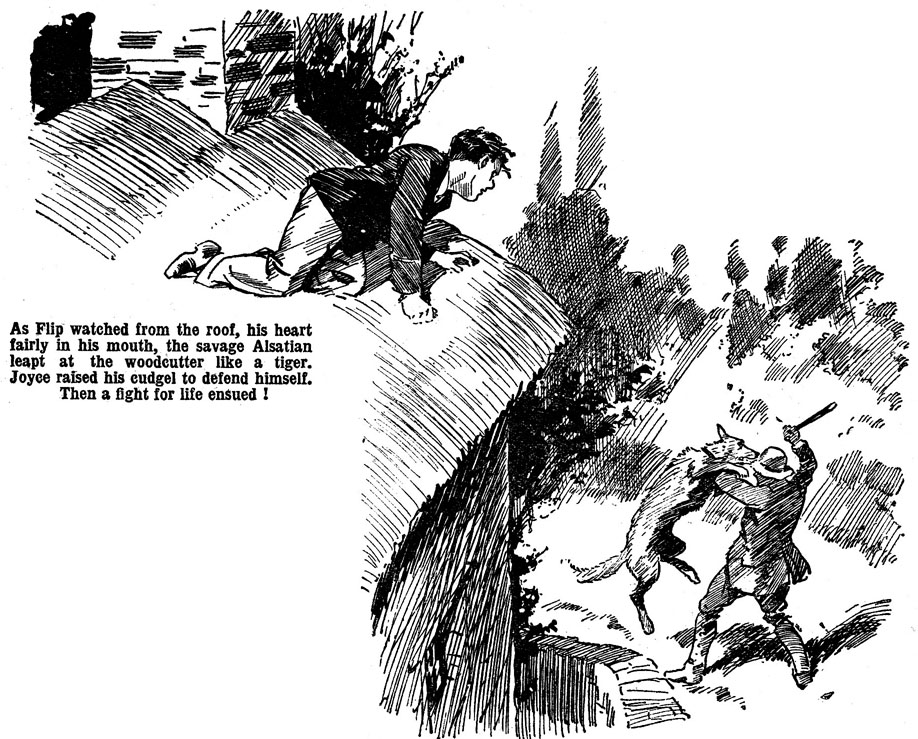 As Flip watched from the roof, his heart
fairly in his mouth, the savage Alsatian
leapt at the woodcutter like a tiger.
Joyce raised his cudgel to defend himself.
Then a fight for life ensued !